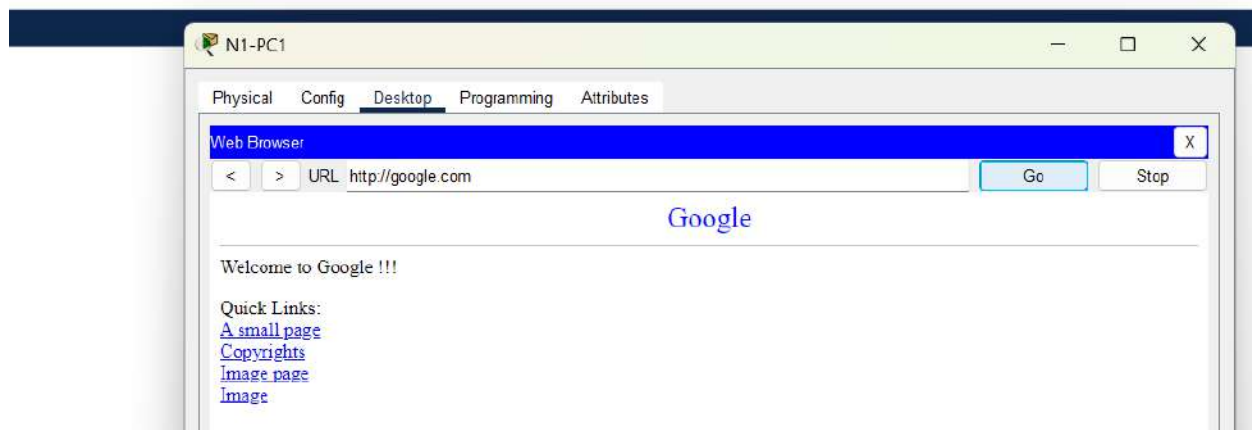 N1-PC1
Physical Config Desktop Programming Attributes
Web Browser X
< > URL http://google.com Go Stop
Google
Welcome to Google !!!
Quick Links:
A small page
Copyrights
Image page
Image